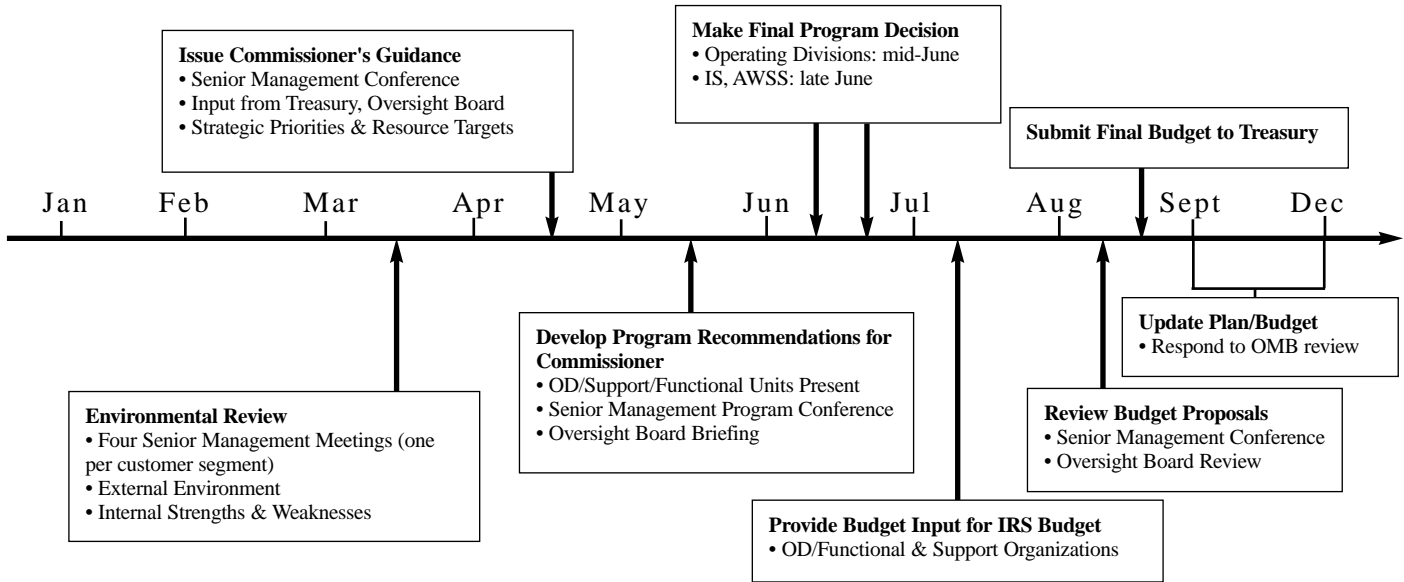 Issue Commissioner's Guidance
• Senior Management Conference
• Input from Treasury, Oversight Board
• Strategic Priorities & Resource Targets
Make Final Program Decision
• Operating Divisions: mid-June
• IS, AWSS: late June
Submit Final Budget to Treasury
Jan Feb Mar Apr May Jun Jul Aug Sept Dec
Environmental Review
• Four Senior Management Meetings (one
per customer segment)
• External Environment
• Internal Strengths & Weaknesses
Develop Program Recommendations for
Commissioner
• OD/Support/Functional Units Present
• Senior Management Program Conference
• Oversight Board Briefing
Provide Budget Input for IRS Budget
• OD/Functional & Support Organizations
Review Budget Proposals
• Senior Management Conference
• Oversight Board Review
Update Plan/Budget
• Respond to OMB review